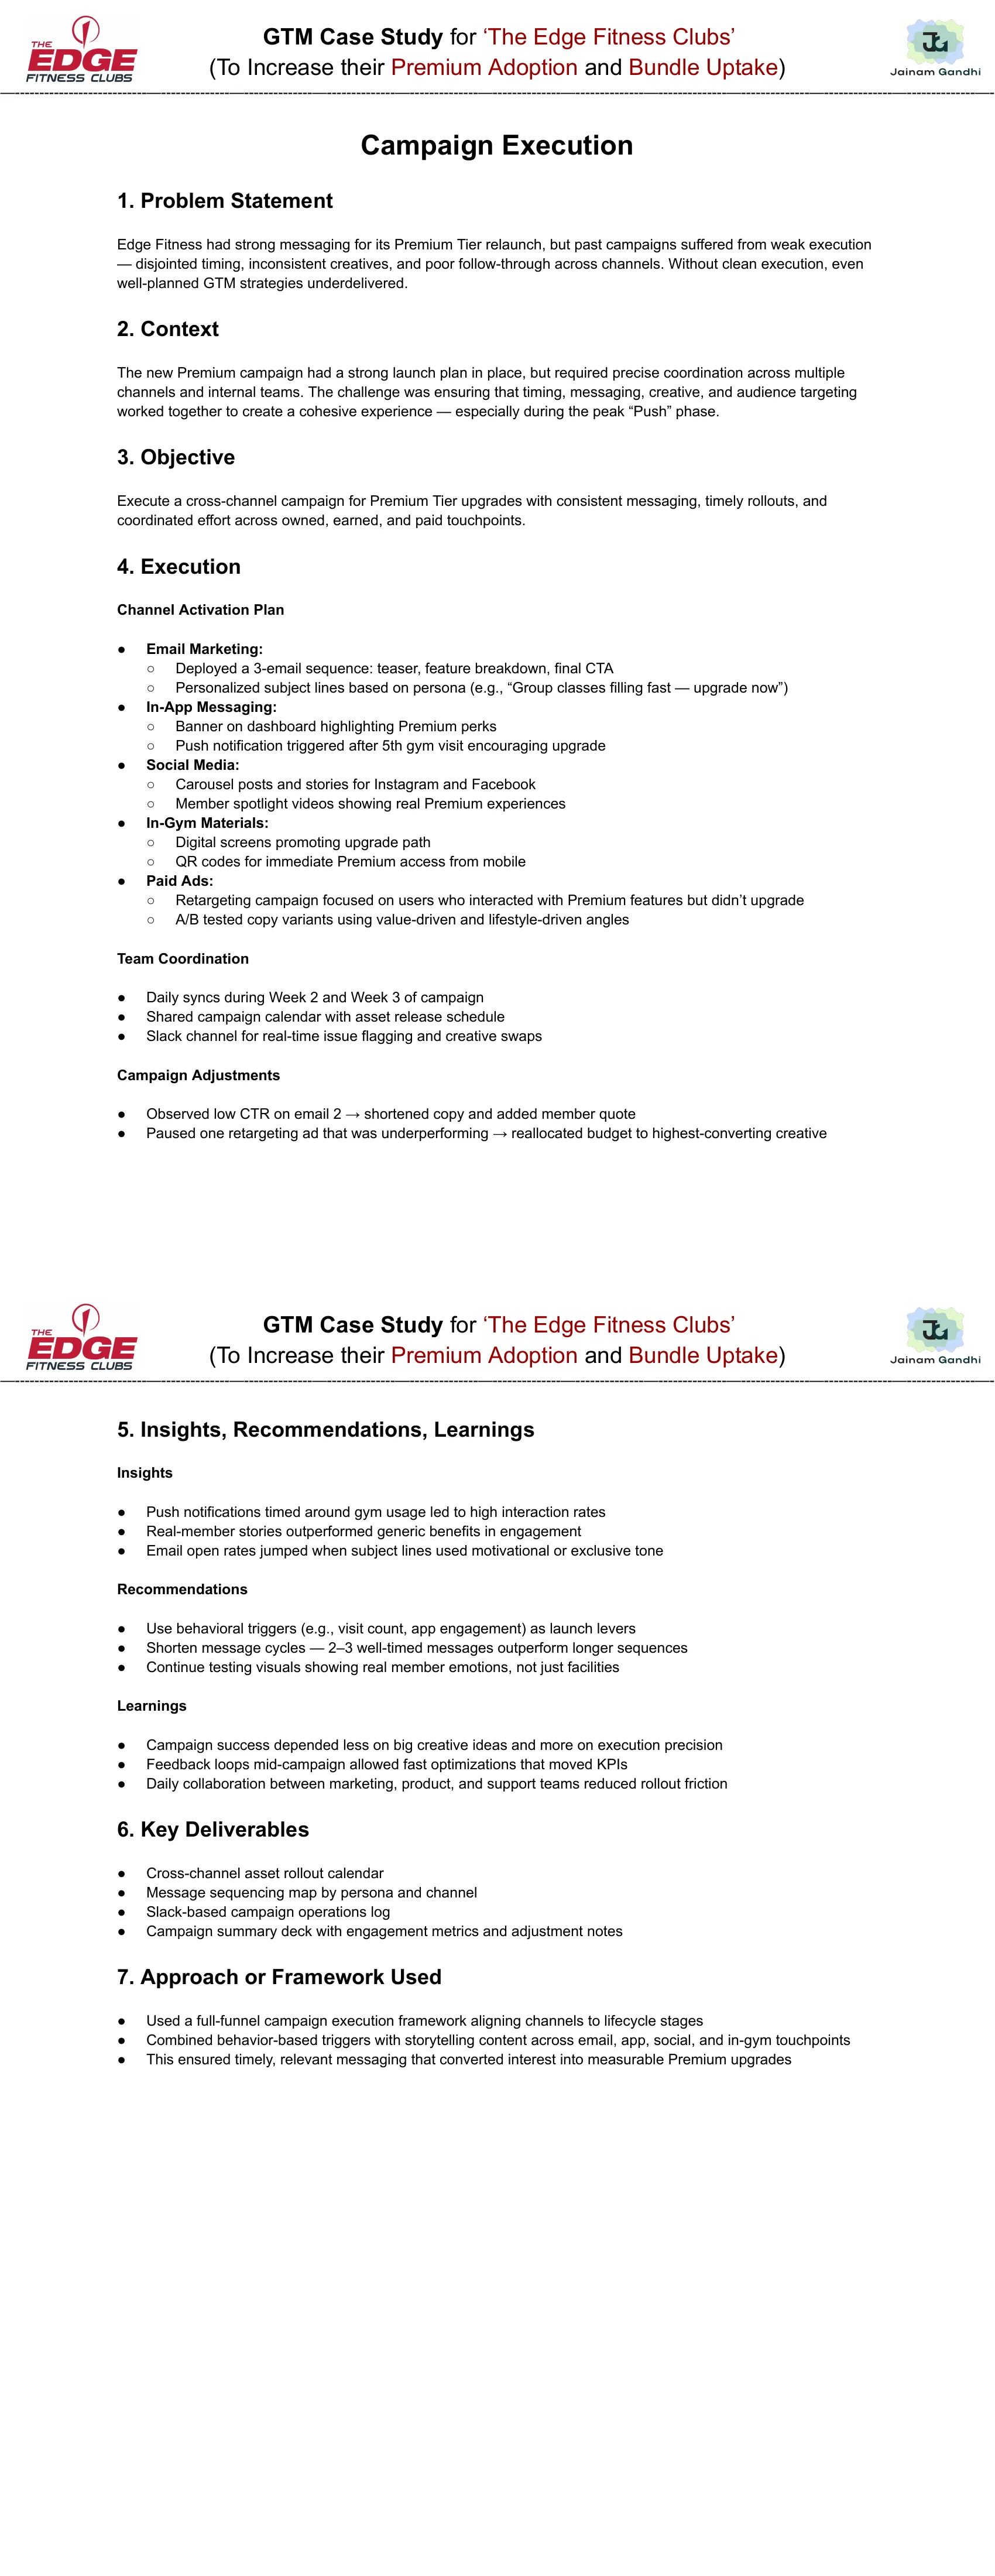 THE
EDGE
FITNESS CLUBS
GTM Case Study for ‘The Edge Fitness Clubs’
(To Increase their Premium Adoption and Bundle Uptake)
JG
Jainam Gandhi
Campaign Execution
1. Problem Statement
Edge Fitness had strong messaging for its Premium Tier relaunch, but past campaigns suffered from weak execution
— disjointed timing, inconsistent creatives, and poor follow-through across channels. Without clean execution, even
well-planned GTM strategies underdelivered.
2. Context
The new Premium campaign had a strong launch plan in place, but required precise coordination across multiple
channels and internal teams. The challenge was ensuring that timing, messaging, creative, and audience targeting
worked together to create a cohesive experience — especially during the peak “Push” phase.
3. Objective
Execute a cross-channel campaign for Premium Tier upgrades with consistent messaging, timely rollouts, and
coordinated effort across owned, earned, and paid touchpoints.
4. Execution
Channel Activation Plan
● Email Marketing:
○ Deployed a 3-email sequence: teaser, feature breakdown, final CTA
○ Personalized subject lines based on persona (e.g., “Group classes filling fast — upgrade now”)
● In-App Messaging:
○ Banner on dashboard highlighting Premium perks
○ Push notification triggered after 5th gym visit encouraging upgrade
● Social Media:
○ Carousel posts and stories for Instagram and Facebook
○ Member spotlight videos showing real Premium experiences
● In-Gym Materials:
○ Digital screens promoting upgrade path
○ QR codes for immediate Premium access from mobile
● Paid Ads:
○ Retargeting campaign focused on users who interacted with Premium features but didn’t upgrade
○ A/B tested copy variants using value-driven and lifestyle-driven angles
Team Coordination
● Daily syncs during Week 2 and Week 3 of campaign
● Shared campaign calendar with asset release schedule
● Slack channel for real-time issue flagging and creative swaps
Campaign Adjustments
● Observed low CTR on email 2 → shortened copy and added member quote
● Paused one retargeting ad that was underperforming → reallocated budget to highest-converting creative
THE
EDGE
FITNESS CLUBS
GTM Case Study for ‘The Edge Fitness Clubs’
(To Increase their Premium Adoption and Bundle Uptake)
JG
Jainam Gandhi
5. Insights, Recommendations, Learnings
Insights
● Push notifications timed around gym usage led to high interaction rates
● Real-member stories outperformed generic benefits in engagement
● Email open rates jumped when subject lines used motivational or exclusive tone
Recommendations
● Use behavioral triggers (e.g., visit count, app engagement) as launch levers
● Shorten message cycles — 2–3 well-timed messages outperform longer sequences
● Continue testing visuals showing real member emotions, not just facilities
Learnings
● Campaign success depended less on big creative ideas and more on execution precision
● Feedback loops mid-campaign allowed fast optimizations that moved KPIs
● Daily collaboration between marketing, product, and support teams reduced rollout friction
6. Key Deliverables
● Cross-channel asset rollout calendar
● Message sequencing map by persona and channel
● Slack-based campaign operations log
● Campaign summary deck with engagement metrics and adjustment notes
7. Approach or Framework Used
● Used a full-funnel campaign execution framework aligning channels to lifecycle stages
● Combined behavior-based triggers with storytelling content across email, app, social, and in-gym touchpoints
● This ensured timely, relevant messaging that converted interest into measurable Premium upgrades